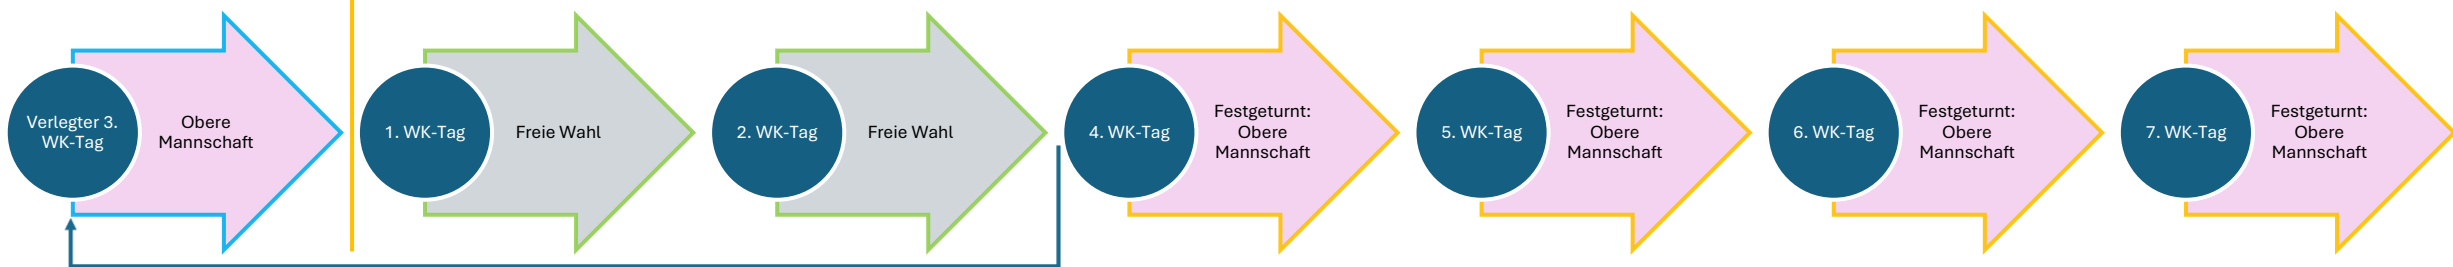 Verlegter 3.
WK-Tag
Obere
Mannschaft
1. WK-Tag
Freie Wahl
2. WK-Tag
Freie Wahl
4. WK-Tag
Festgeturnt:
Obere
Mannschaft
5. WK-Tag
Festgeturnt:
Obere
Mannschaft
6. WK-Tag
Festgeturnt:
Obere
Mannschaft
7. WK-Tag
Festgeturnt:
Obere
Mannschaft